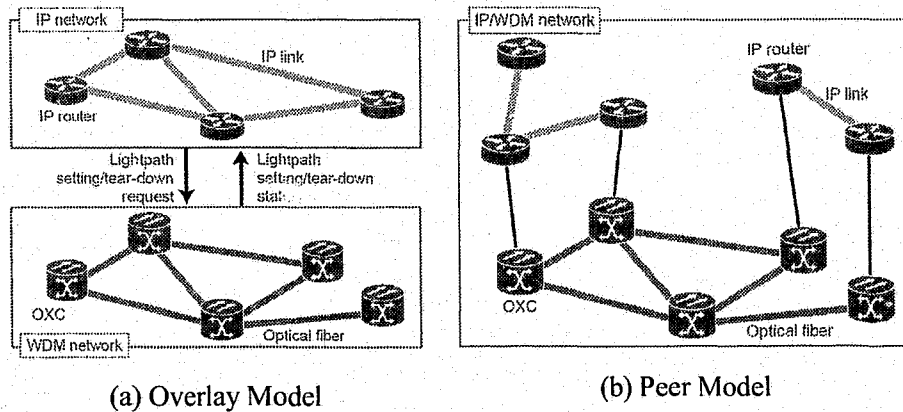 IP network
IP link
IP router
Lightpath
setting/tear-down
request
Lightpath
setting/tear-down
OXC
Optical fiber
WDM network
(a) Overlay Model
IP/WDM network
IP router
IP link
OXC
Optical fiber
(b) Peer Model